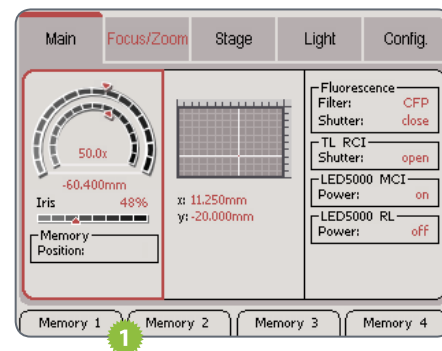 Main Focus/Zoom Stage Light Config.
50.0x
-60.400mm
Iris 48%
Memory
Position:
x: 11.250mm
y: -20.000mm
Fluorescence
Filter: CFP
Shutter: close
TL RCI
Shutter: open
LED5000 MCI
Power: on
LED5000 RL
Power: off
Memory 1 Memory 2 Memory 3 Memory 4
1